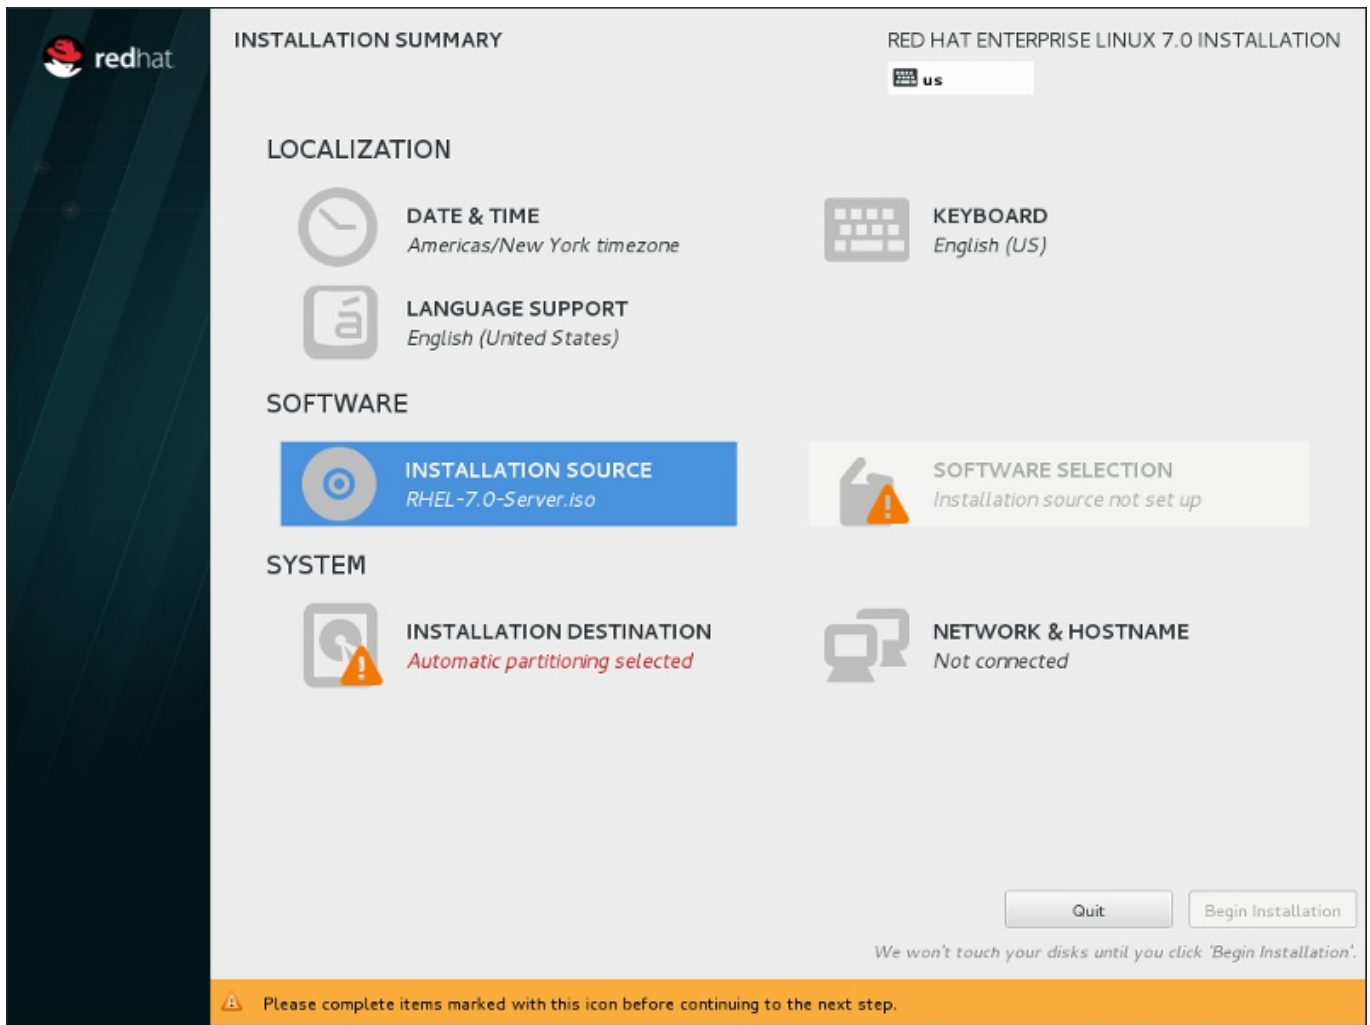 redhat
INSTALLATION SUMMARY
RED HAT ENTERPRISE LINUX 7.0 INSTALLATION
us
LOCALIZATION
DATE & TIME
Americas/New York timezone
KEYBOARD
English (US)
á
LANGUAGE SUPPORT
English (United States)
SOFTWARE
INSTALLATION SOURCE
RHEL-7.0-Server.iso
SOFTWARE SELECTION
Installation source not set up
SYSTEM
INSTALLATION DESTINATION
Automatic partitioning selected
NETWORK & HOSTNAME
Not connected
Quit
Begin Installation
We won't touch your disks until you click 'Begin Installation'.
Please complete items marked with this icon before continuing to the next step.